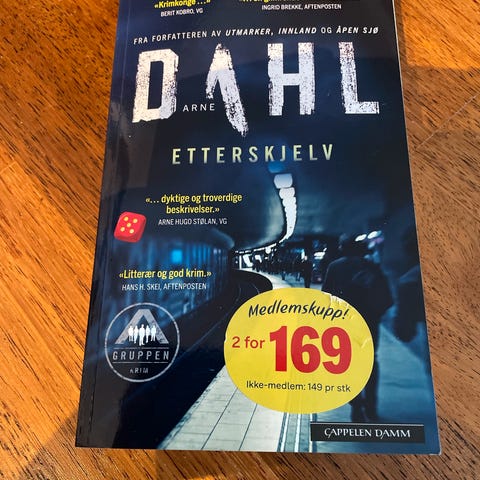 «Krimkonge ...»
BERIT KOBRO, VG
INGRID BREKKE, AFTENPOSTEN
FRA FORFATTEREN AV UTMARKER, INNLAND OG ÅPEN SJØ
DAHL
ARNE
ETTERSKJELV
«... dyktige og troverdige
beskrivelser.»
ARNE HUGO STØLAN, VG
«Litterær og god krim.»
HANS H. SKEI, AFTENPOSTEN
A
GRUPPEN
KRIM
Medlemskupp!
2 for 169
Ikke-medlem: 149 pr stk
CAPPELEN DAMM